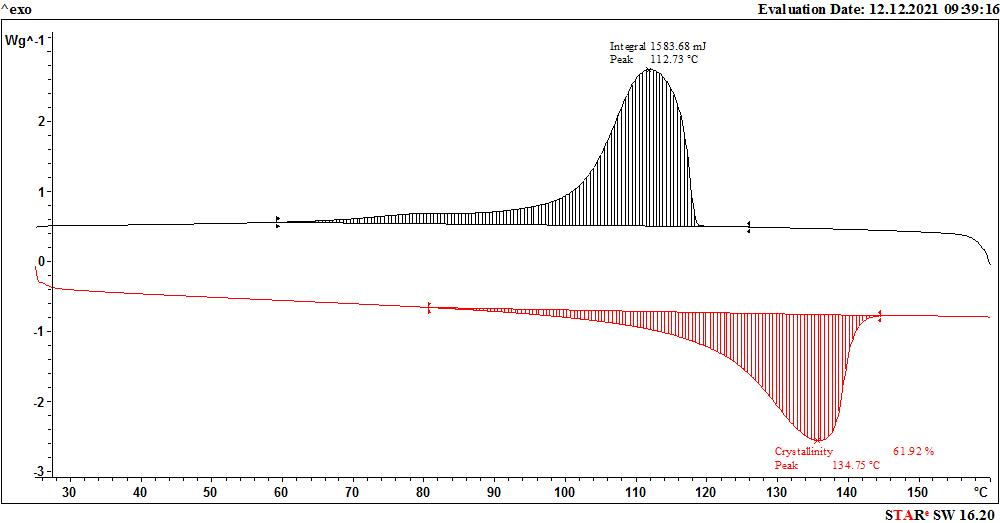 ^exo
Evaluation Date: 12.12.2021 09:39:16
Wg^-1
Integral 1583.68 mJ
Peak 112.73 °C
2
1
0
-1
-2
-3
Crystallinity 61.92 %
Peak 134.75 °C
30 40 50 60 70 80 90 100 110 120 130 140 150 °C
STARe SW 16.20